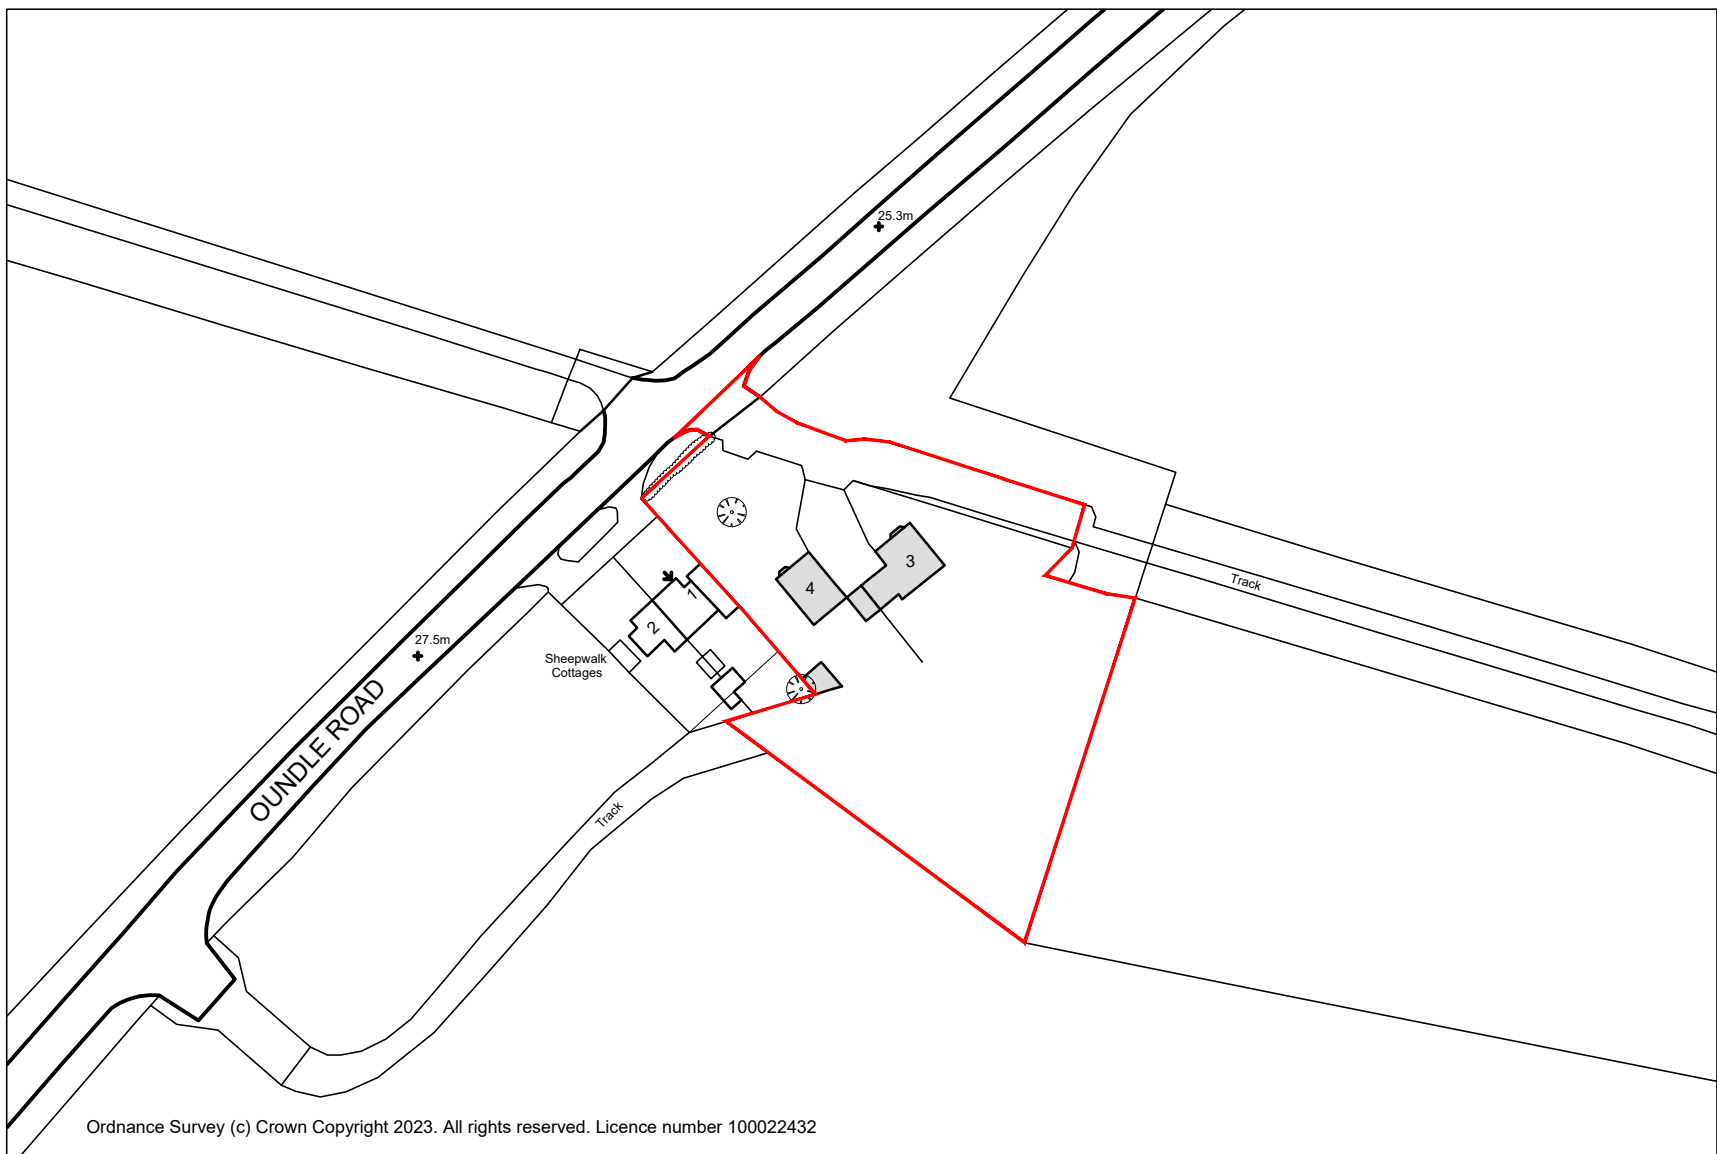 25.3m
3
4
Track
1
2
27.5m
Sheepwalk
Cottages
OUNDLE ROAD
Track
Ordnance Survey (c) Crown Copyright 2023. All rights reserved. Licence number 100022432